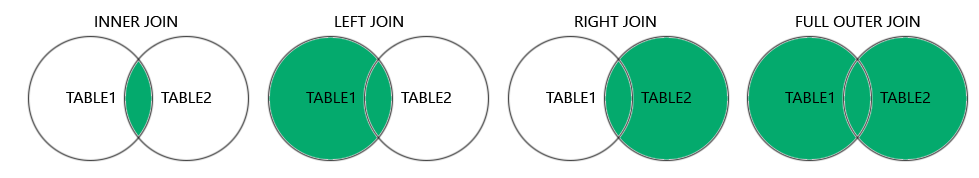 INNER JOIN
TABLE1
TABLE2
LEFT JOIN
TABLE1
TABLE2
RIGHT JOIN
TABLE1
TABLE2
FULL OUTER JOIN
TABLE1
TABLE2